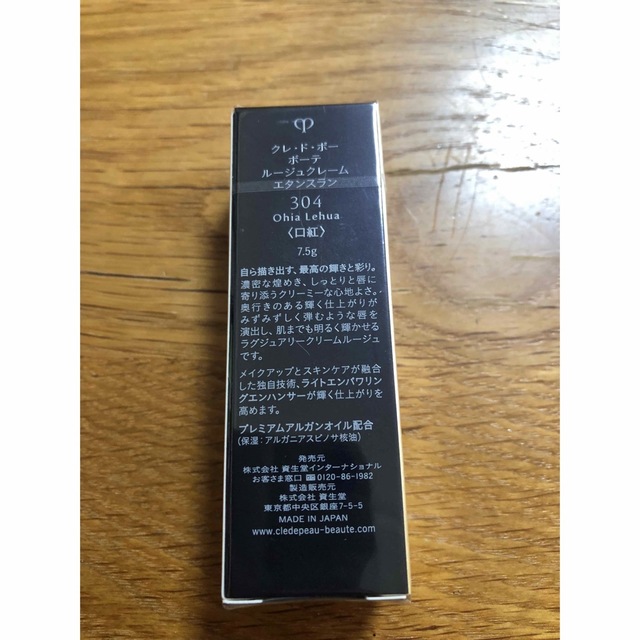 クレ・ド・ポー
ボーテ
ルージュクレーム
エタンスラン
304
Ohia Lehua
〈口紅〉
7.5g
自ら描き出す、最高の輝きと彩り。
濃密な煌めき、しっとりと唇に
寄り添うクリーミーな心地よさ。
奥行きのある輝く仕上がりが
みずみずしく弾むような唇を
演出し、肌までも明るく輝かせる
ラグジュアリークリームルージュ
です。
メイクアップとスキンケアが融合
した独自技術、ライトエンパワリン
グエンハンサーが輝く仕上がりを
高めます。
プレミアムアルガンオイル配合
(保湿:アルガニアスピノサ核油)
発売元
株式会社 資生堂インターナショナル
お客さま窓口 0120-86-1982
製造販売元
株式会社 資生堂
東京都中央区銀座7-5-5
MADE IN JAPAN
www.cledepeau-beaute.com